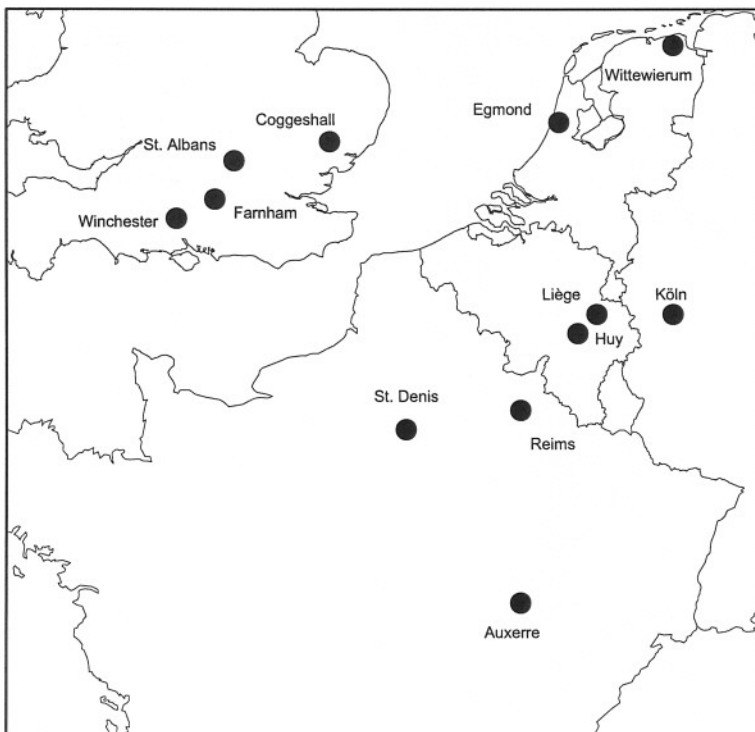 Wittewierum
Egmond
Coggeshall
St. Albans
Farnham
Winchester
Liège
Köln
Huy
St. Denis
Reims
Auxerre